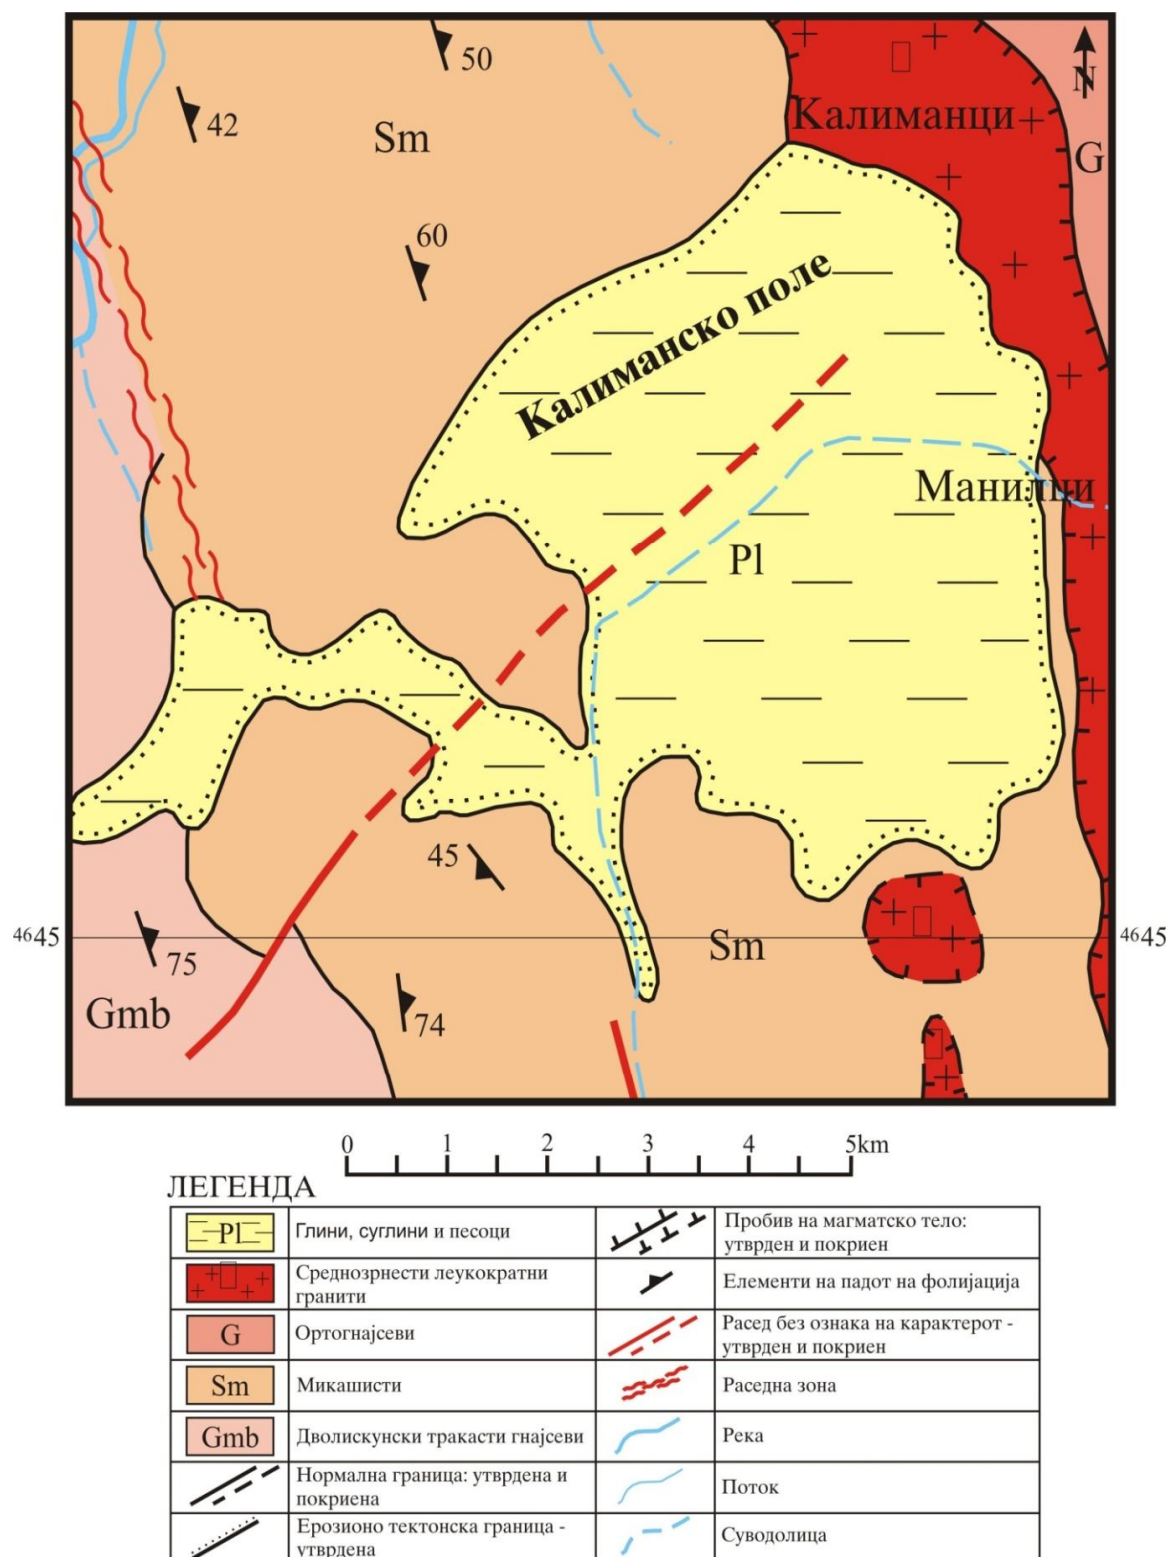 50
42
Sm
N
Калиманци
G
60
Калиманско поле
Манилци
Pl
45
4645
4645
Sm
75
Gmb
74
0 1 2 3 4 5km
ЛЕГЕНДА
Pl
Глини, суглини и песоци
Пробив на магматско тело:
утврден и покриен
Среднозрнести леукократни
гранити
Елементи на падот на фолијација
G
Ортогнајсеви
Расед без ознака на карактерот -
утврден и покриен
Sm
Микашисти
Раседна зона
Gmb
Дволискунски тракасти гнајсеви
Река
Нормална граница: утврдена и
покриена
Поток
Ерозионо тектонска граница -
утврдена
Суводолица